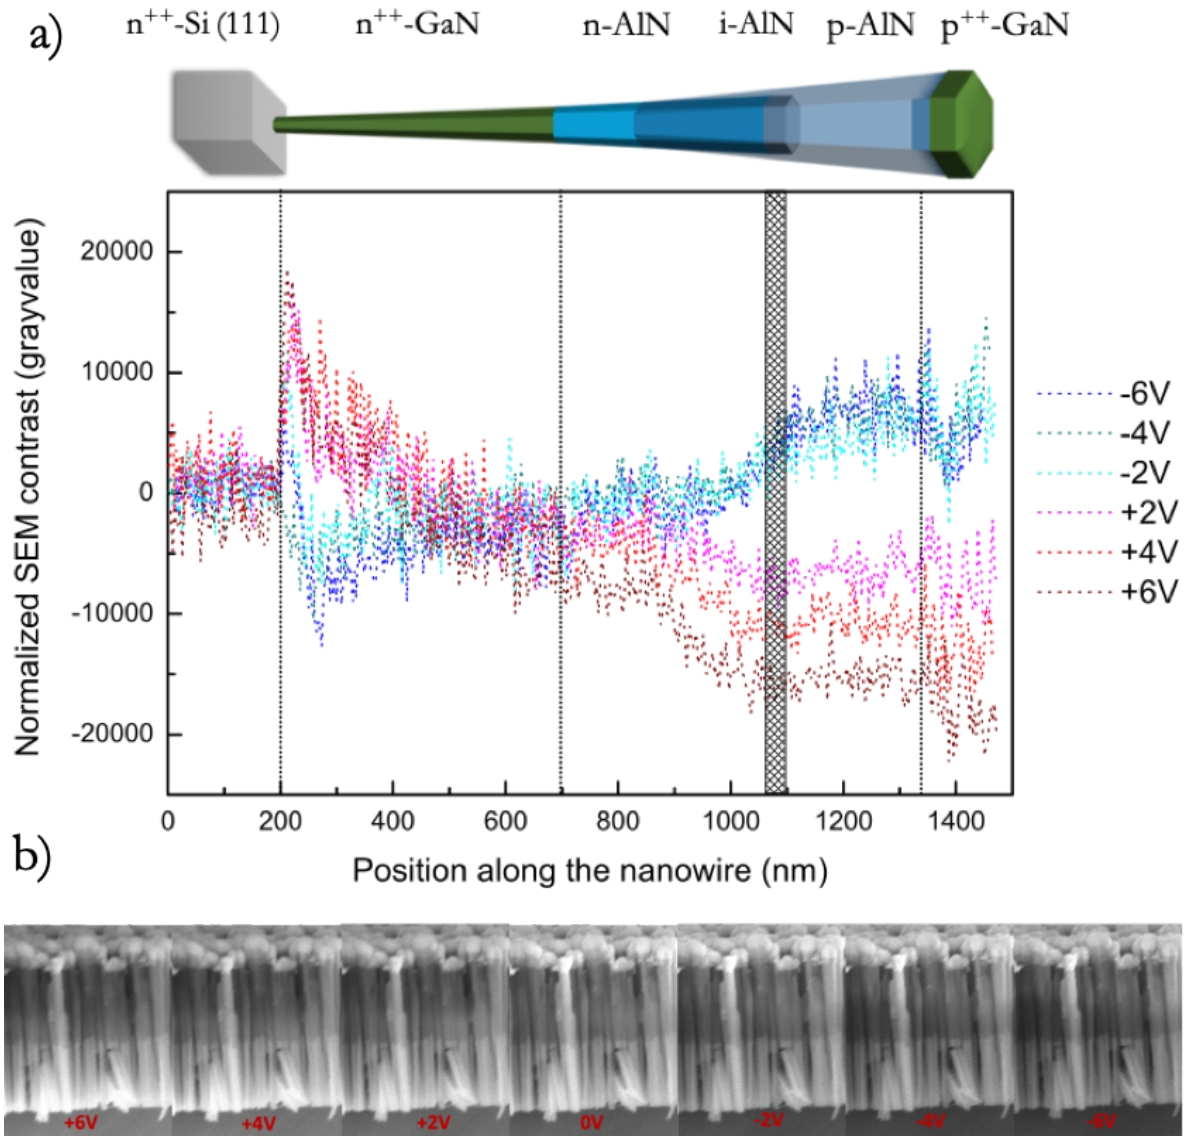 a)
n++-Si (111) n++-GaN n-AlN i-AlN p-AlN p++-GaN
Normalized SEM contrast (grayvalue)
20000
10000
0
-10000
-20000
-6V
-4V
-2V
+2V
+4V
+6V
0 200 400 600 800 1000 1200 1400
Position along the nanowire (nm)
b)
+6V +4V +2V 0V -2V -4V -6V